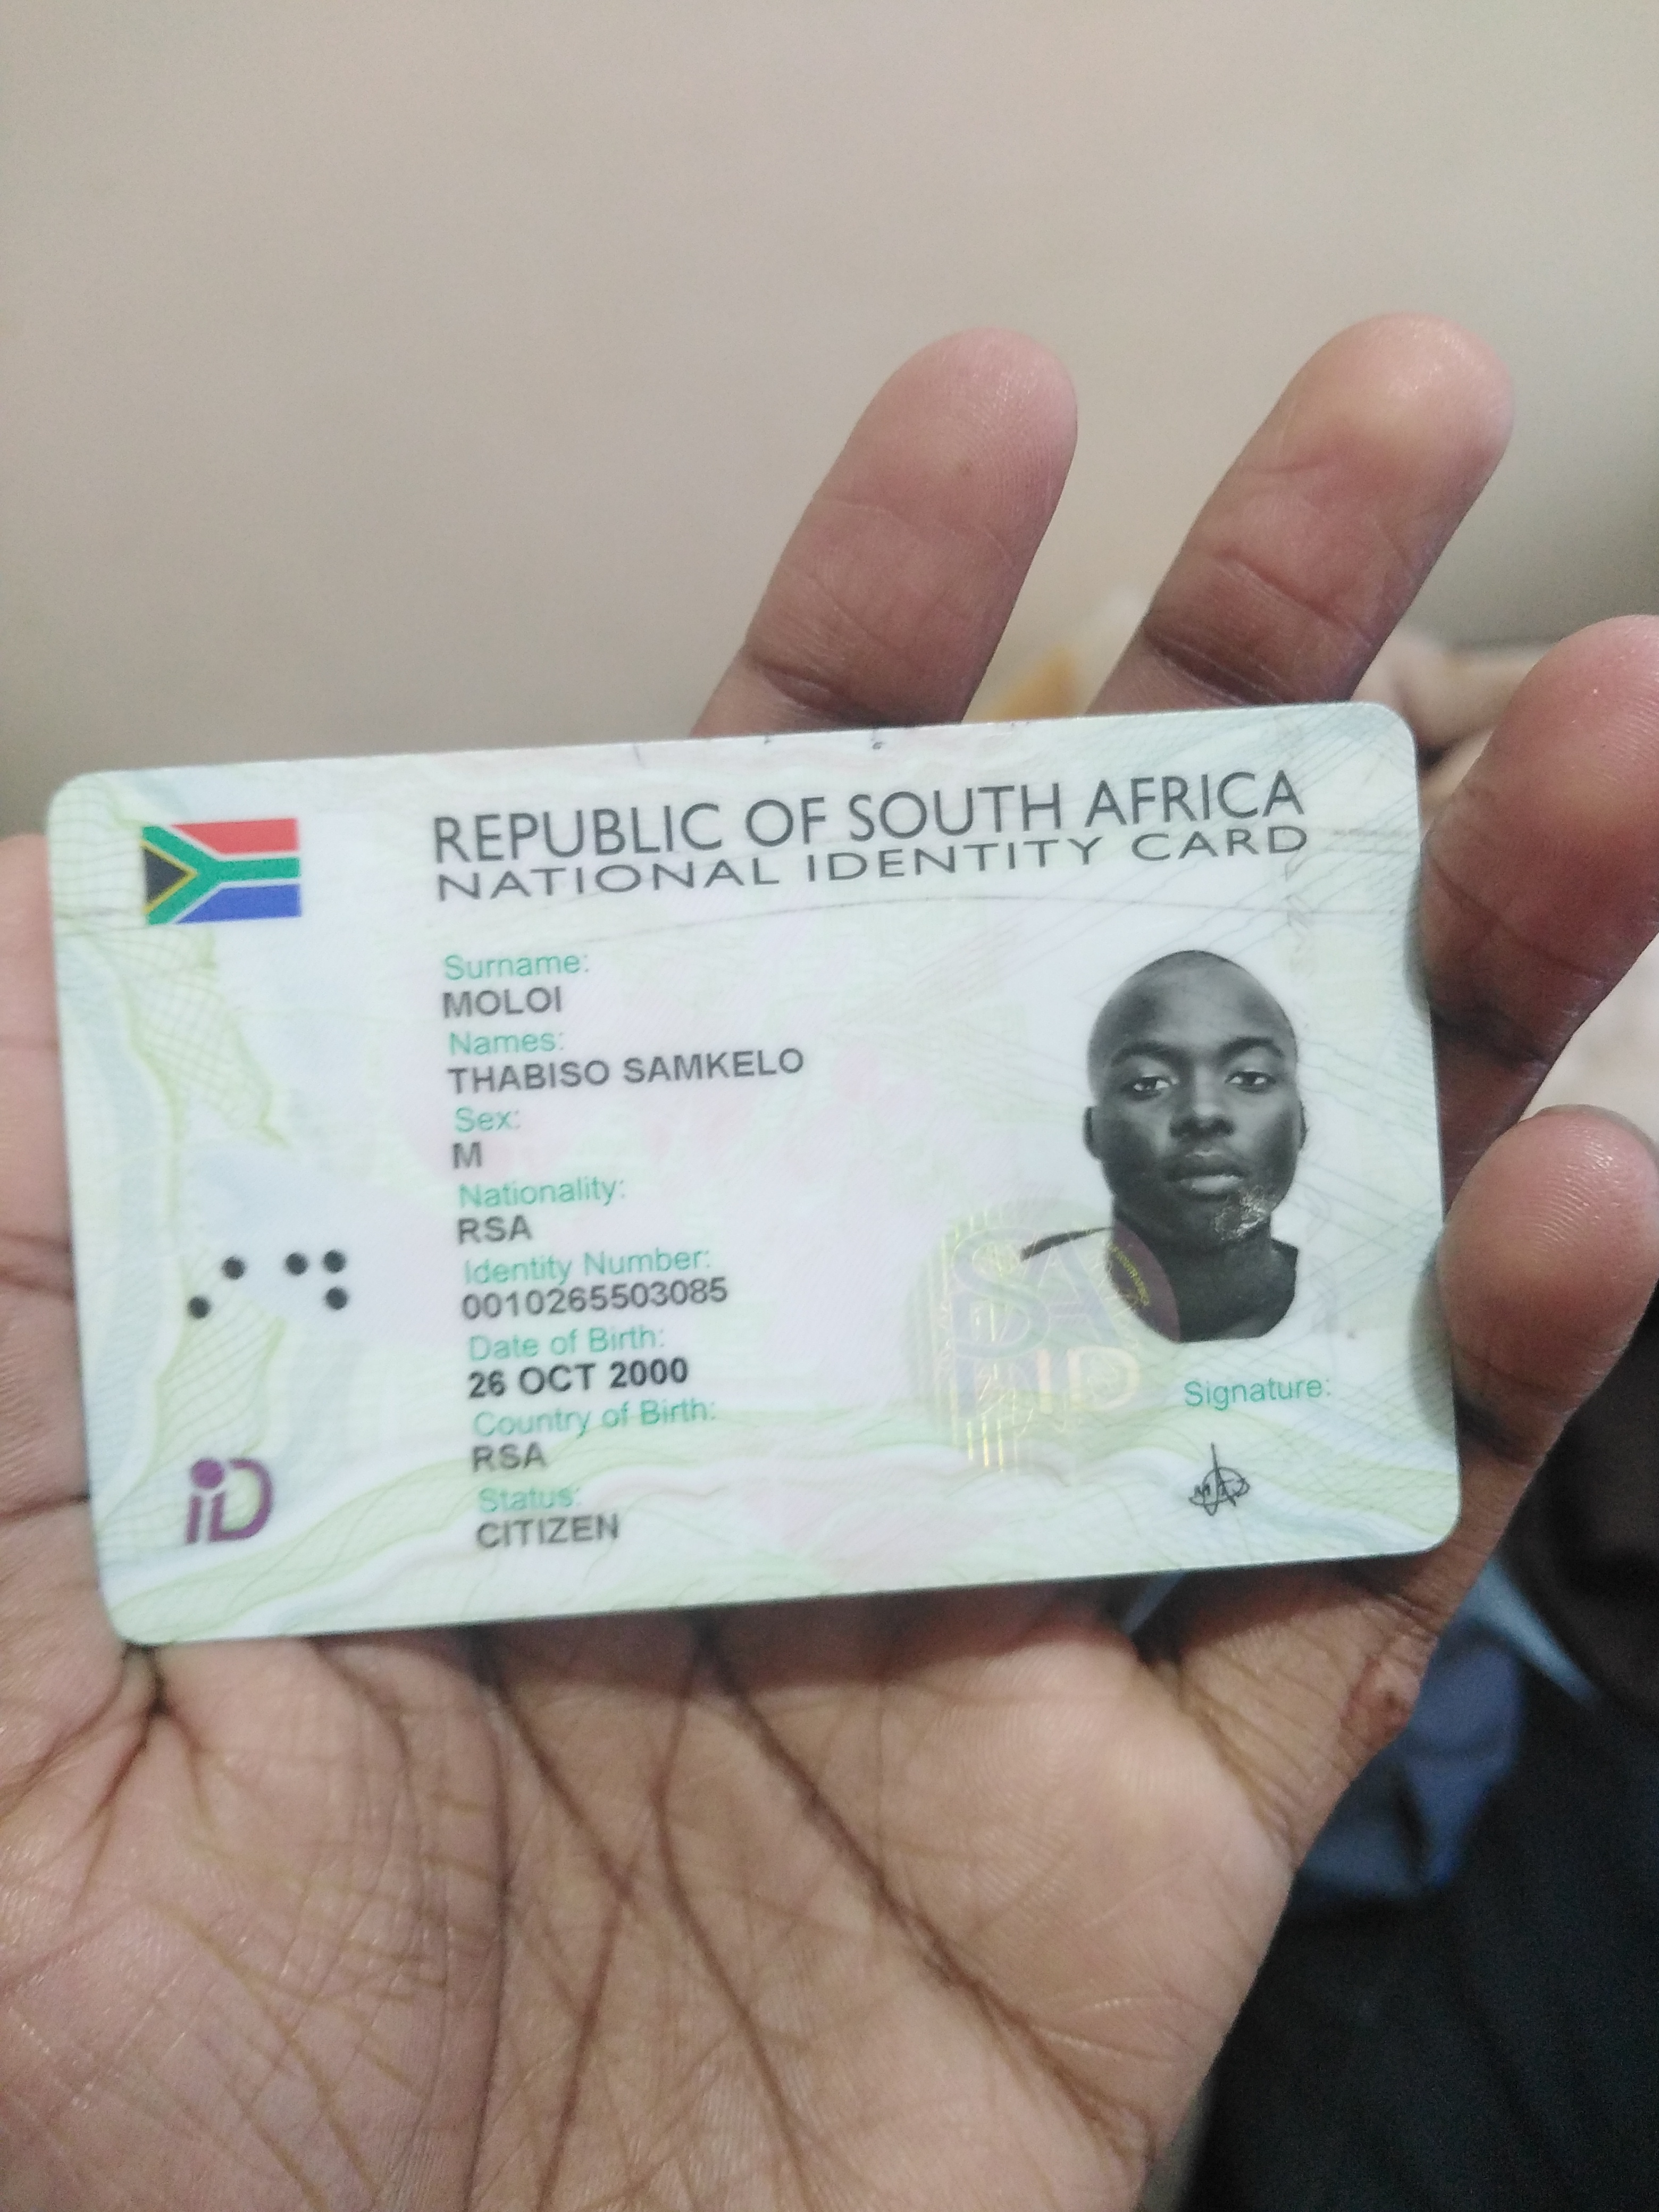 REPUBLIC OF SOUTH AFRICA
NATIONAL IDENTITY CARD
Surname:
MOLOI
Names:
THABISO SAMKELO
Sex:
M
Nationality:
RSA
Identity Number:
0010265503085
Date of Birth:
26 OCT 2000
Country of Birth:
RSA
Status:
CITIZEN
iD
SA
ID
Signature: